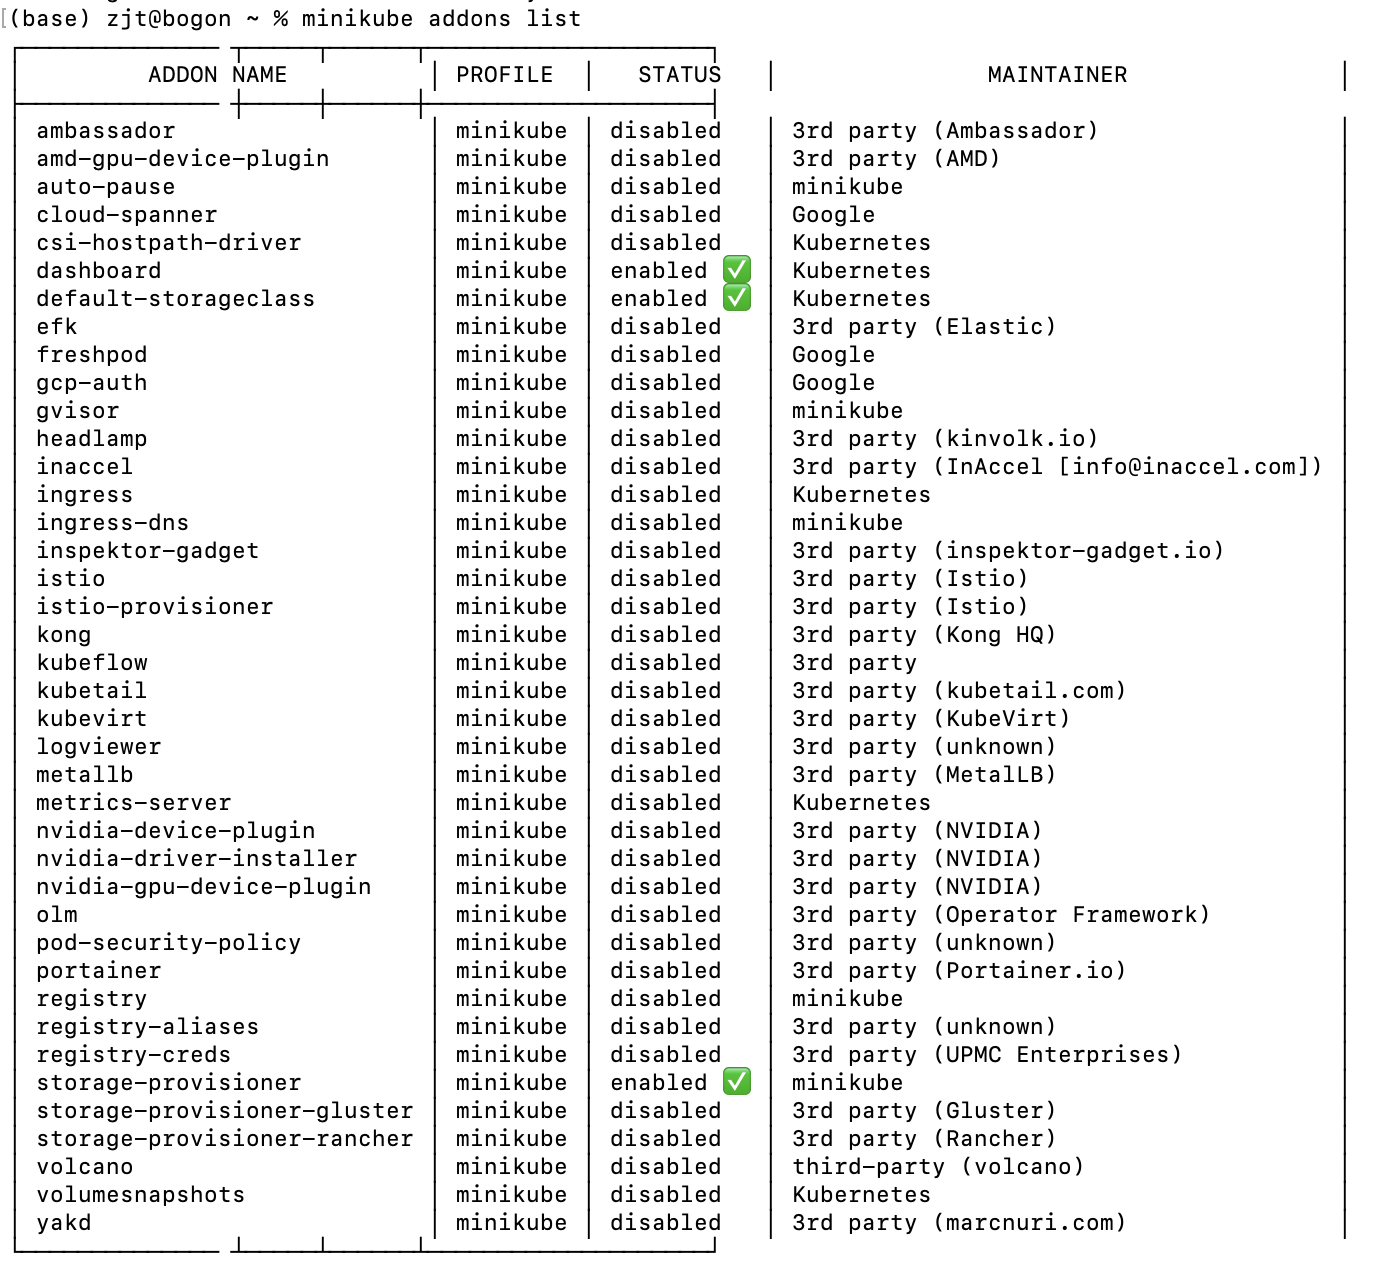 (base) zjt@bogon ~ % minikube addons list
ADDON NAME | PROFILE | STATUS | MAINTAINER
ambassador | minikube | disabled | 3rd party (Ambassador)
amd-gpu-device-plugin | minikube | disabled | 3rd party (AMD)
auto-pause | minikube | disabled | minikube
cloud-spanner | minikube | disabled | Google
csi-hostpath-driver | minikube | disabled | Kubernetes
dashboard | minikube | enabled ✅ | Kubernetes
default-storageclass | minikube | enabled ✅ | Kubernetes
efk | minikube | disabled | 3rd party (Elastic)
freshpod | minikube | disabled | Google
gcp-auth | minikube | disabled | Google
gvisor | minikube | disabled | minikube
headlamp | minikube | disabled | 3rd party (kinvolk.io)
inaccel | minikube | disabled | 3rd party (InAccel [info@inaccel.com])
ingress | minikube | disabled | Kubernetes
ingress-dns | minikube | disabled | minikube
inspektor-gadget | minikube | disabled | 3rd party (inspektor-gadget.io)
istio | minikube | disabled | 3rd party (Istio)
istio-provisioner | minikube | disabled | 3rd party (Istio)
kong | minikube | disabled | 3rd party (Kong HQ)
kubeflow | minikube | disabled | 3rd party
kubetail | minikube | disabled | 3rd party (kubetail.com)
kubevirt | minikube | disabled | 3rd party (KubeVirt)
logviewer | minikube | disabled | 3rd party (unknown)
metallb | minikube | disabled | 3rd party (MetalLB)
metrics-server | minikube | disabled | Kubernetes
nvidia-device-plugin | minikube | disabled | 3rd party (NVIDIA)
nvidia-driver-installer | minikube | disabled | 3rd party (NVIDIA)
nvidia-gpu-device-plugin | minikube | disabled | 3rd party (NVIDIA)
olm | minikube | disabled | 3rd party (Operator Framework)
pod-security-policy | minikube | disabled | 3rd party (unknown)
portainer | minikube | disabled | 3rd party (Portainer.io)
registry | minikube | disabled | minikube
registry-aliases | minikube | disabled | 3rd party (unknown)
registry-creds | minikube | disabled | 3rd party (UPMC Enterprises)
storage-provisioner | minikube | enabled ✅ | minikube
storage-provisioner-gluster | minikube | disabled | 3rd party (Gluster)
storage-provisioner-rancher | minikube | disabled | 3rd party (Rancher)
volcano | minikube | disabled | third-party (volcano)
volumesnapshots | minikube | disabled | Kubernetes
yakd | minikube | disabled | 3rd party (marcnuri.com)